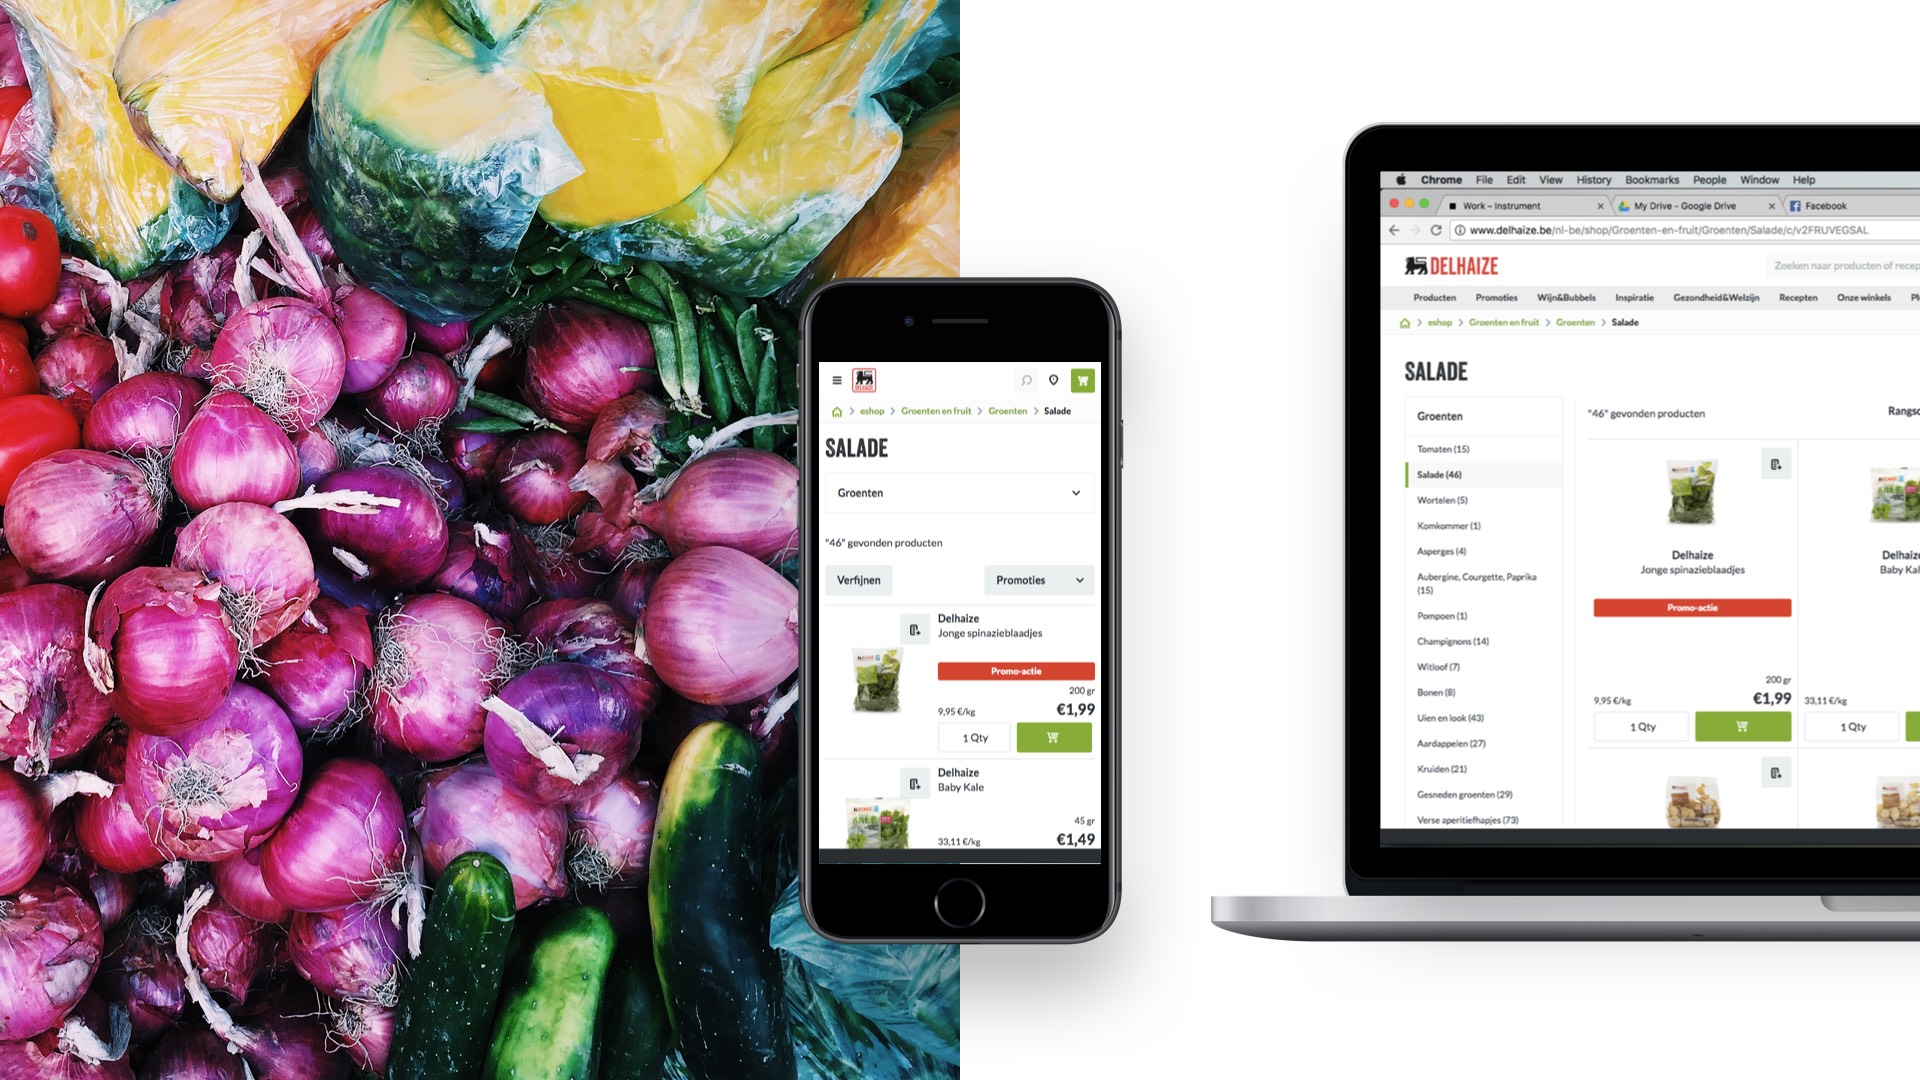 DELHAIZE
eshop > Groenten en fruit > Groenten > Salade
SALADE
Groenten
"46" gevonden producten
Verfijnen
Promoties
Delhaize
Jonge spinazieblaadjes
Promo-actie
200 gr
9,95 €/kg
€1,99
1 Qty
Delhaize
Baby Kale
45 gr
33,11 €/kg
€1,49
Chrome File Edit View History Bookmarks People Window Help
Work – Instrument
My Drive - Google Drive
Facebook
www.delhaize.be/nl-be/shop/Groenten-en-fruit/Groenten/Salade/c/v2FRUVEGSAL
DELHAIZE
Zoeken naar producten of recep
Producten Promoties Wijn&Bubbels Inspiratie Gezondheid&Welzijn Recepten Onze winkels Pl
eshop > Groenten en fruit > Groenten > Salade
SALADE
Groenten
Tomaten (15)
Salade (46)
Wortelen (5)
Komkommer (1)
Asperges (4)
Aubergine, Courgette, Paprika
(15)
Pompoen (1)
Champignons (14)
Witloof (7)
Bonen (8)
Uien en look (43)
Aardappelen (27)
Kruiden (21)
Gesneden groenten (29)
Verse aperitiefhapjes (73)
"46" gevonden producten
Rangsc
Delhaize
Jonge spinazieblaadjes
Promo-actie
200 gr
9,95 €/kg
€1,99
1 Qty
Delhaize
Baby Kal
33,11 €/kg
1 Qty